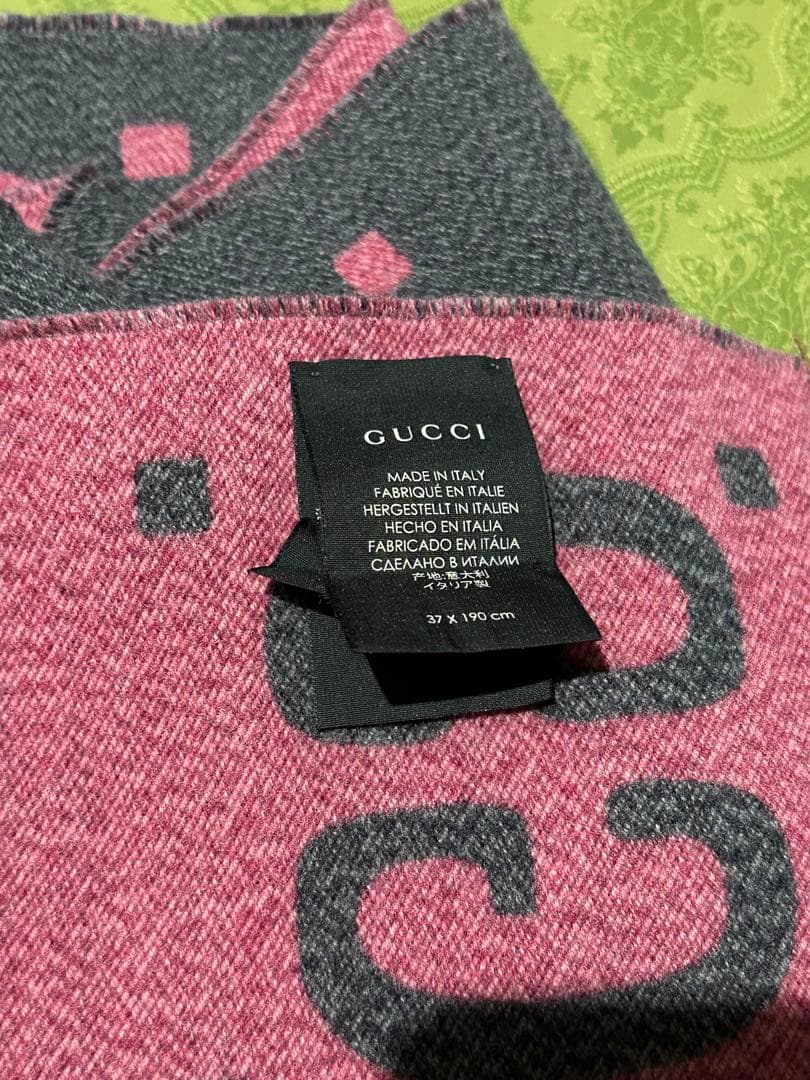 GUCCI
MADE IN ITALY
FABRIQUÉ EN ITALIE
HERGESTELLT IN ITALIEN
HECHO EN ITALIA
FABRICADO EM ITÁLIA
СДЕЛАНО В ИТАЛИИ
产地:意大利
イタリア製
37 X 190 cm